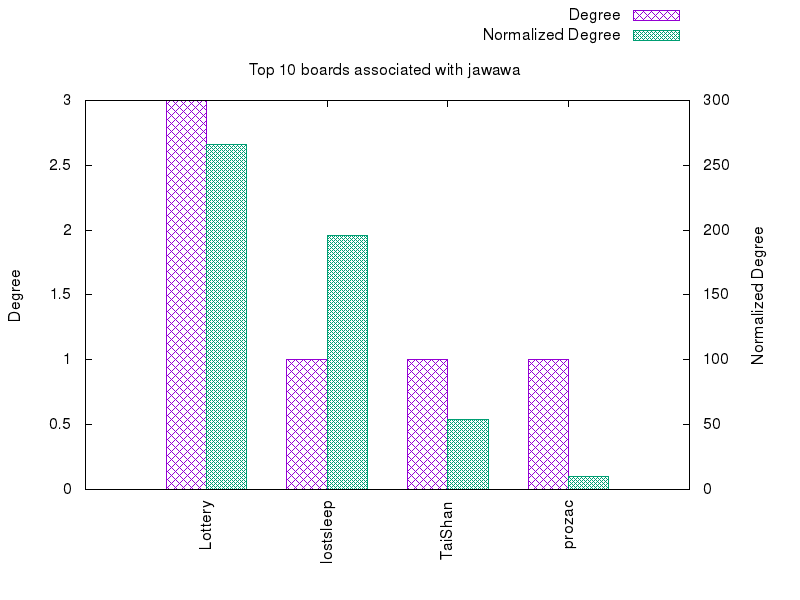 Degree
Normalized Degree
Top 10 boards associated with jawawa
3
2.5
2
1.5
1
0.5
0
300
250
200
150
100
50
0
Degree
Normalized Degree
Lottery
lostsleep
TaiShan
prozac